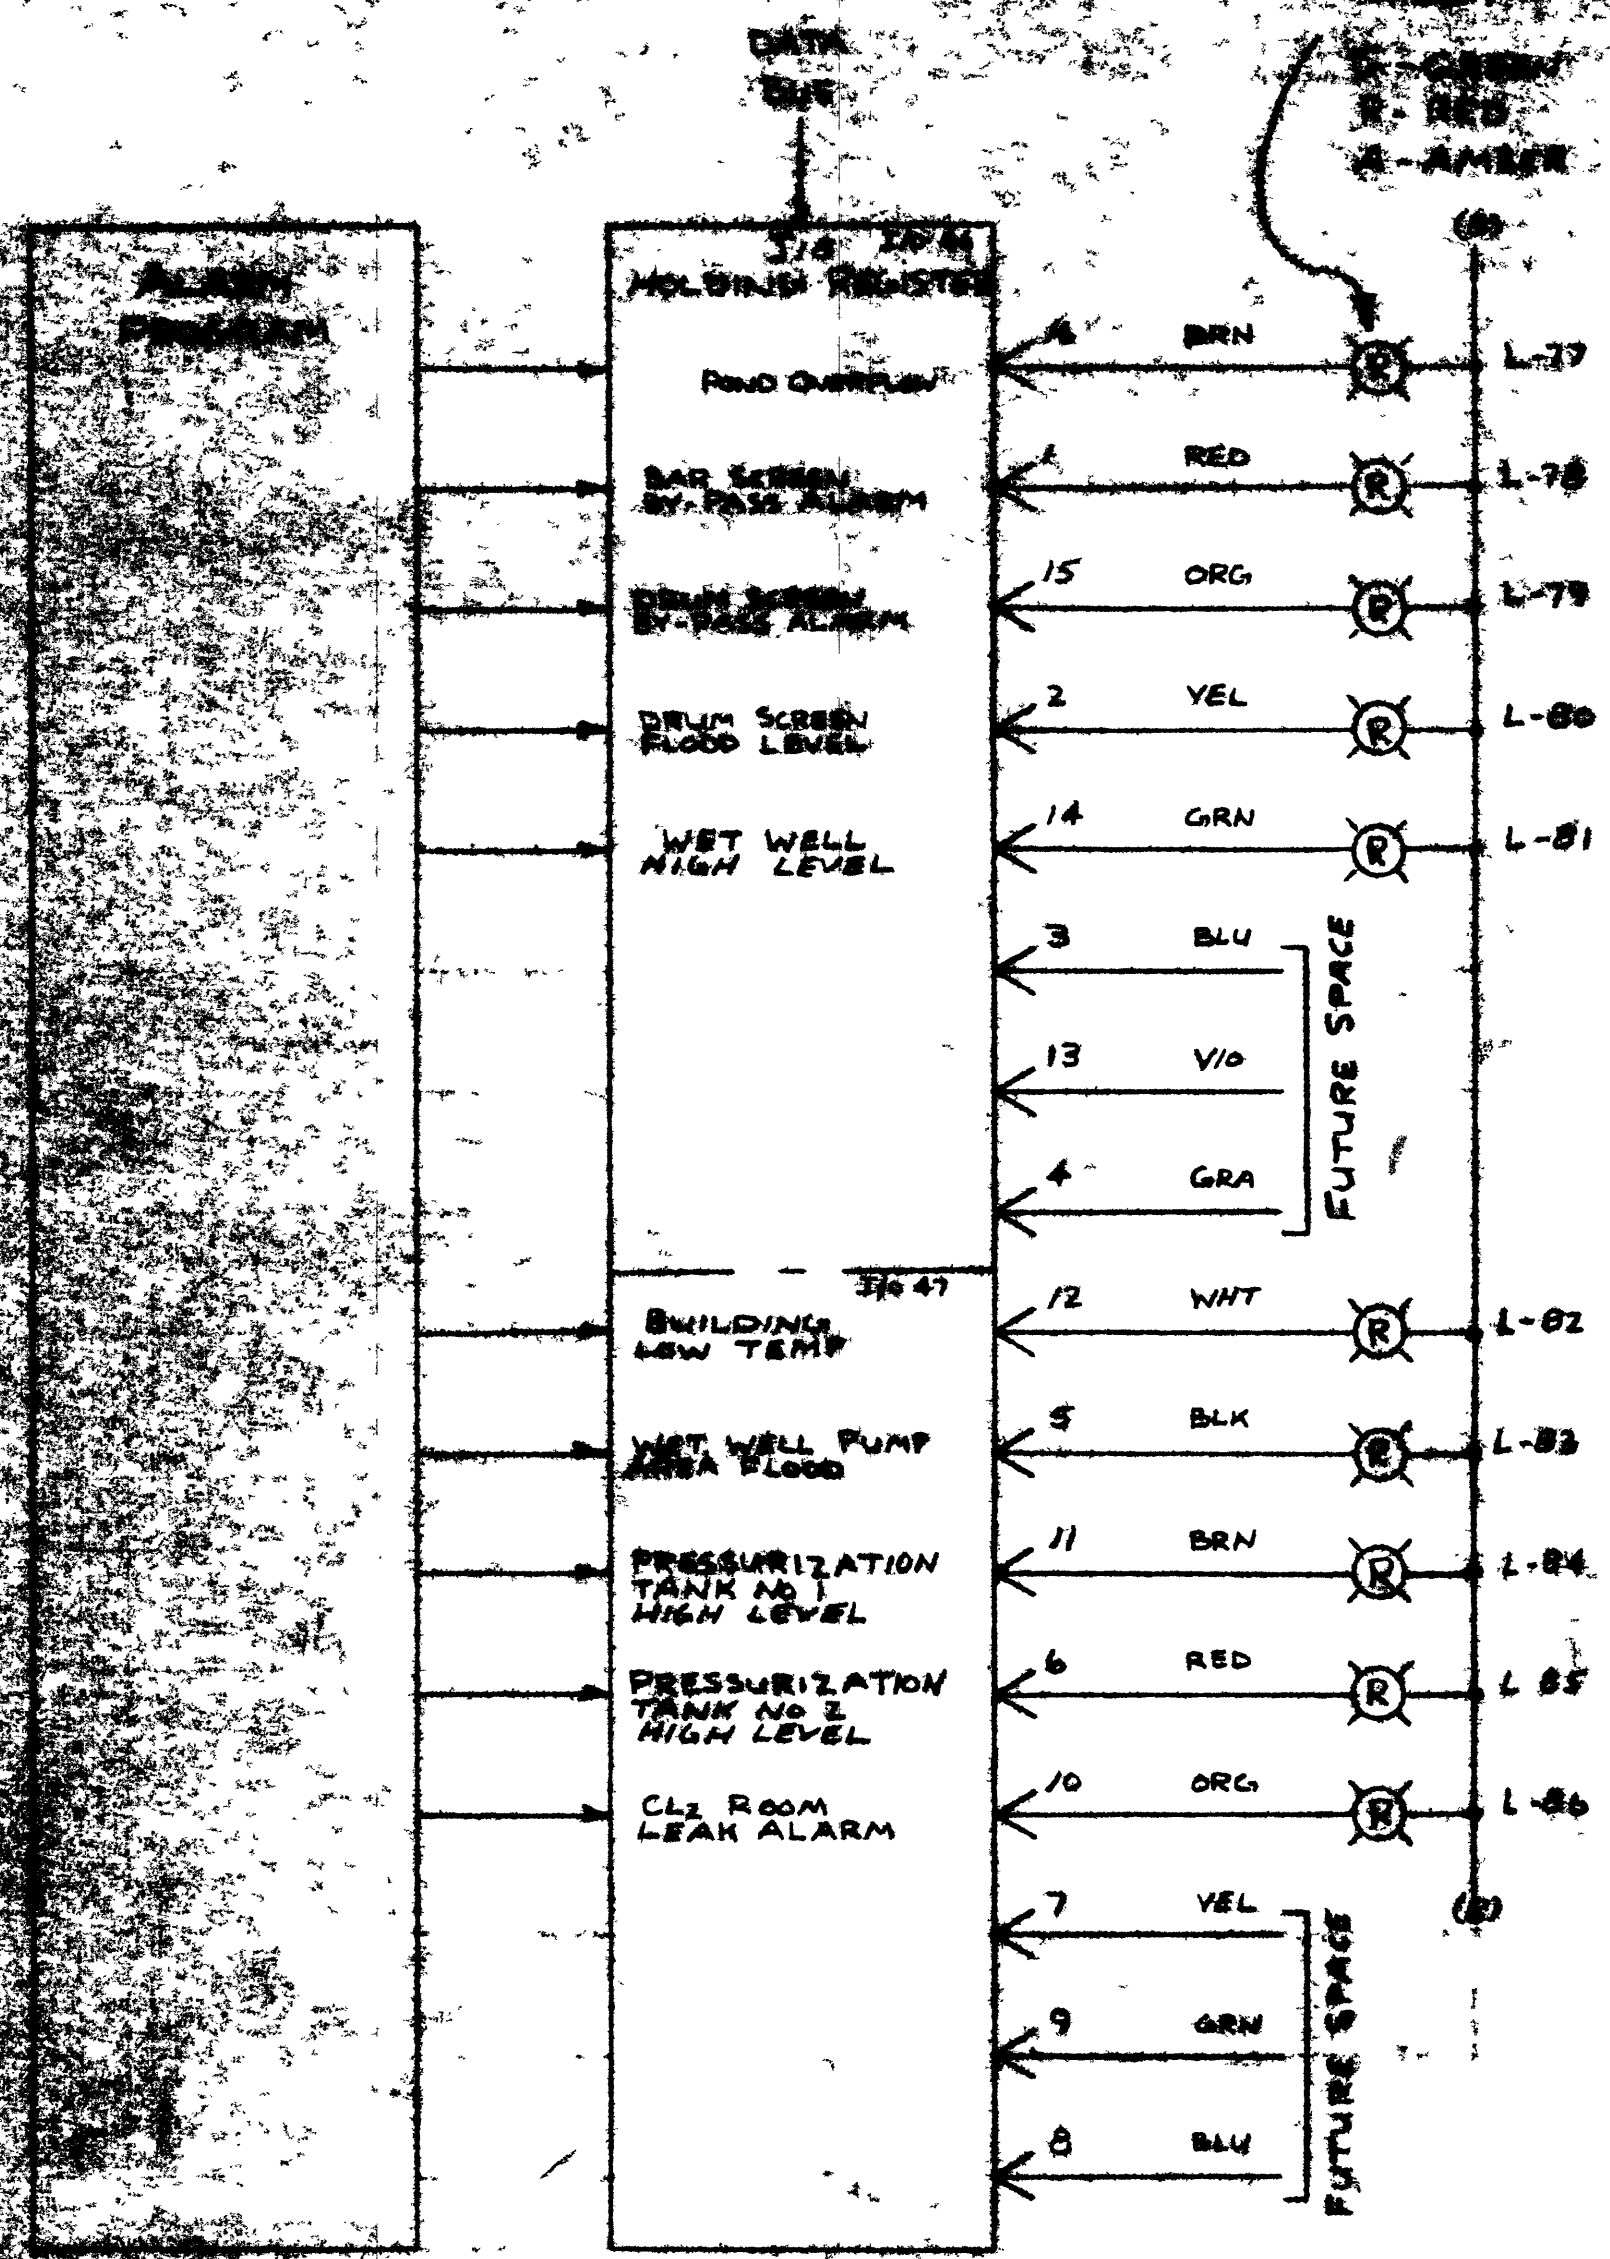 DATA
BUS
G - GREEN
R - RED
A - AMBER
ALARM
PROGRAM
J18 I/O 46
HOLDING REGISTER
POND OVERFLOW
BRN
L-77
BAR SCREEN
BY-PASS ALARM
1 RED
L-78
DRUM SCREEN
BY-PASS ALARM
15 ORG
L-79
DRUM SCREEN
FLOOD LEVEL
2 YEL
L-80
WET WELL
HIGH LEVEL
14 GRN
L-81
3 BLU
13 VIO
4 GRA
FUTURE SPACE
I/O 47
BUILDING
LOW TEMP
12 WHT
L-82
WET WELL PUMP
AREA FLOOD
5 BLK
L-83
PRESSURIZATION
TANK NO 1
HIGH LEVEL
11 BRN
L-84
PRESSURIZATION
TANK NO 2
HIGH LEVEL
6 RED
L 85
CL2 ROOM
LEAK ALARM
10 ORG
L-86
7 YEL
9 GRN
8 BLU
FUTURE SPACE
R
R
R
R
R
R
R
R
R
R